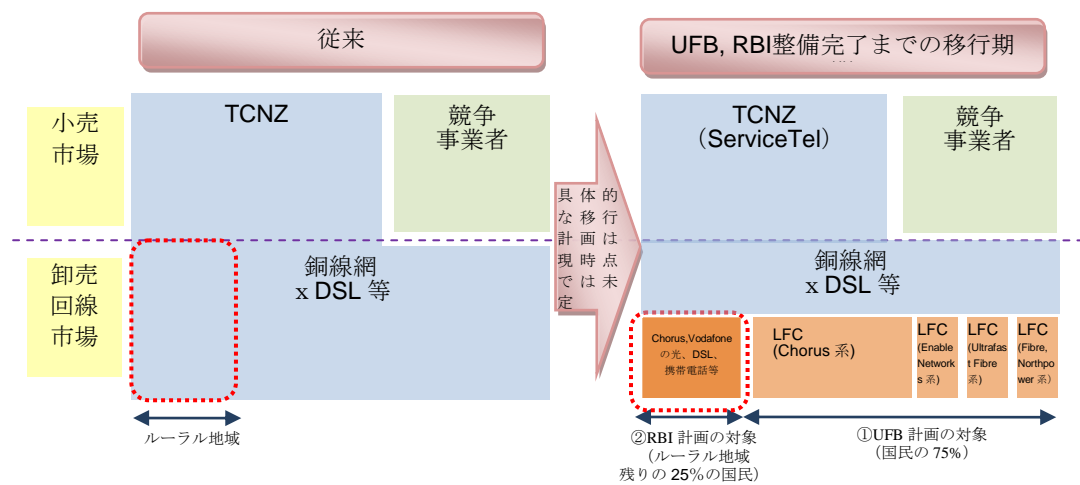 従来
UFB, RBI整備完了までの移行期
小売
市場
TCNZ
競争
事業者
卸売
回線
市場
銅線網
x DSL 等
ルーラル地域
具体的
な移行
計画は
現時点
では未
定
TCNZ
（ServiceTel）
競争
事業者
銅線網
x DSL 等
Chorus,Vodafone
の光、DSL、
携帯電話等
LFC
(Chorus 系)
LFC
(Enable
Network
s 系)
LFC
(Ultrafas
t Fibre
系)
LFC
(Fibre,
Northpo
wer 系)
②RBI 計画の対象
（ルーラル地域
残りの 25%の国民）
①UFB 計画の対象
（国民の 75%）